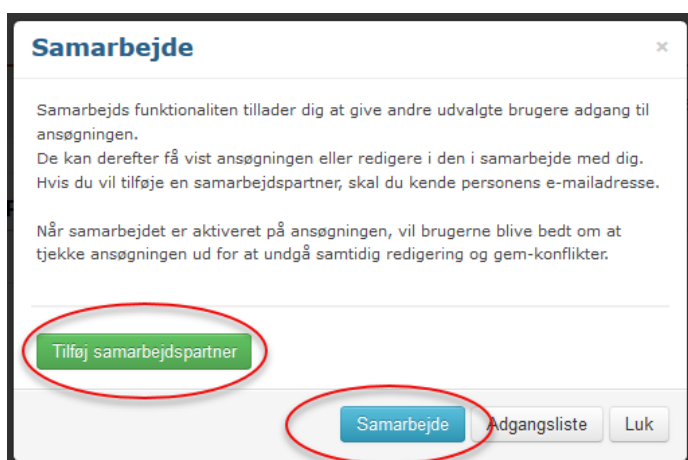 Samarbejde
×
Samarbejds funktionaliten tillader dig at give andre udvalgte brugere adgang til
ansøgningen.
De kan derefter få vist ansøgningen eller redigere i den i samarbejde med dig.
Hvis du vil tilføje en samarbejdspartner, skal du kende personens e-mailadresse.
Når samarbejdet er aktiveret på ansøgningen, vil brugerne blive bedt om at
tjekke ansøgningen ud for at undgå samtidig redigering og gem-konflikter.
Tilføj samarbejdspartner
Samarbejde Adgangsliste Luk